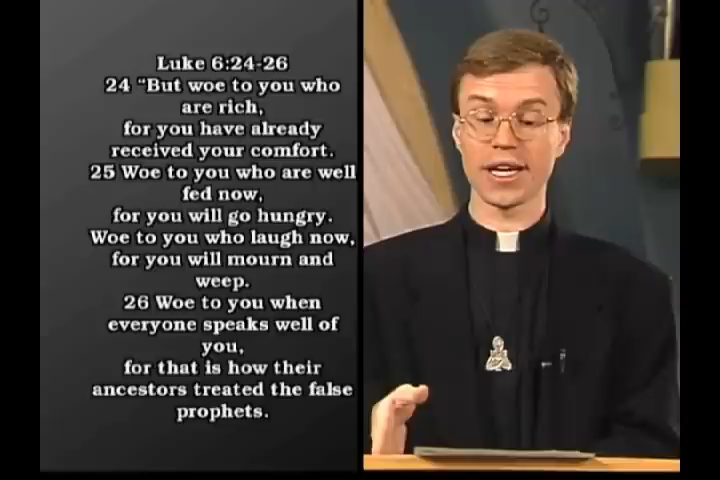 Luke 6:24-26
24 "But woe to you who
are rich,
for you have already
received your comfort.
25 Woe to you who are well
fed now,
for you will go hungry.
Woe to you who laugh now,
for you will mourn and
weep.
26 Woe to you when
everyone speaks well of
you,
for that is how their
ancestors treated the false
prophets.